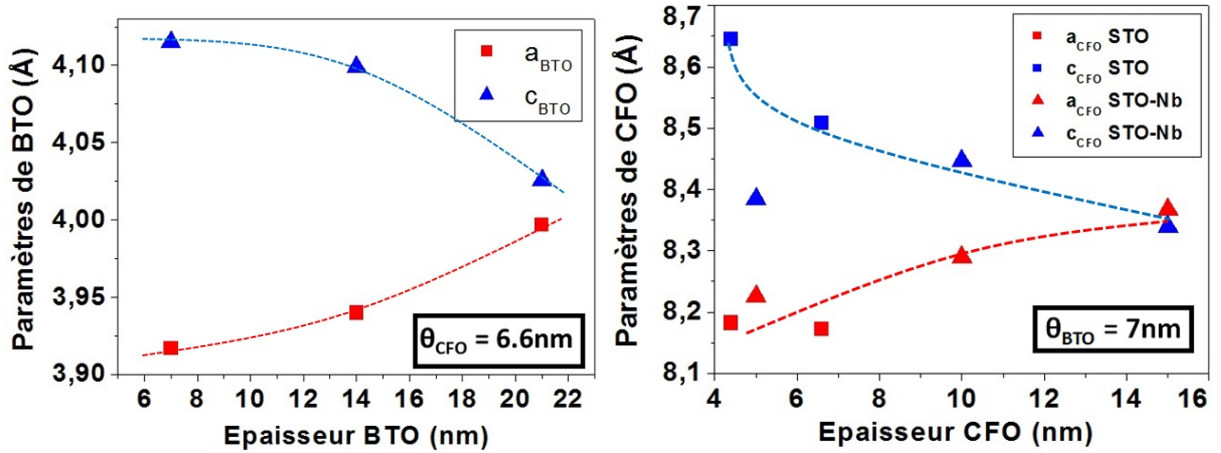 Paramètres de BTO (Å)
4,10
4,05
4,00
3,95
3,90
6 8 10 12 14 16 18 20 22
Epaisseur BTO (nm)
a_BTO
c_BTO
θ_CFO = 6.6nm
Paramètres de CFO (Å)
8,7
8,6
8,5
8,4
8,3
8,2
8,1
4 6 8 10 12 14 16
Epaisseur CFO (nm)
a_CFO STO
c_CFO STO
a_CFO STO-Nb
c_CFO STO-Nb
θ_BTO = 7nm